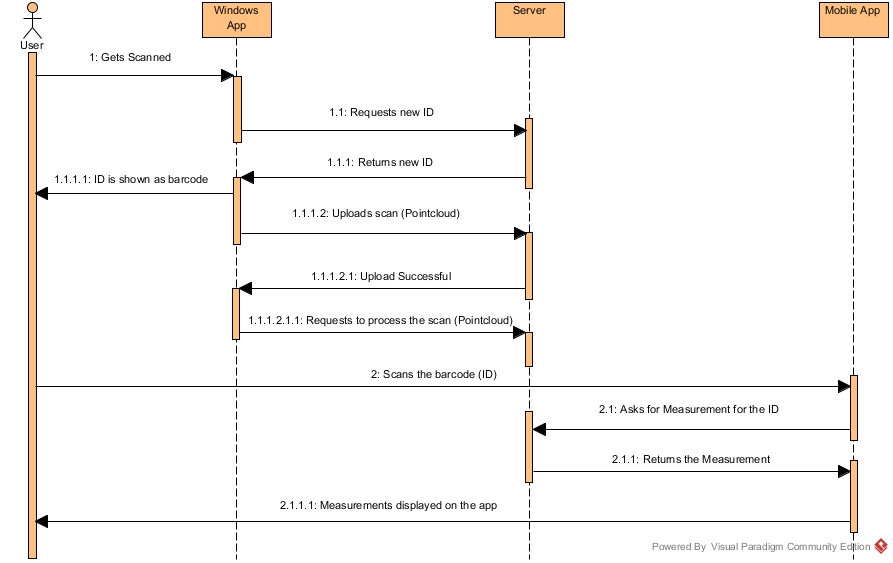 User
Windows
App
Server
Mobile App
1: Gets Scanned
1.1: Requests new ID
1.1.1: Returns new ID
1.1.1.1: ID is shown as barcode
1.1.1.2: Uploads scan (Pointcloud)
1.1.1.2.1: Upload Successful
1.1.1.2.1.1: Requests to process the scan (Pointcloud)
2: Scans the barcode (ID)
2.1: Asks for Measurement for the ID
2.1.1: Returns the Measurement
2.1.1.1: Measurements displayed on the app
Powered By Visual Paradigm Community Edition